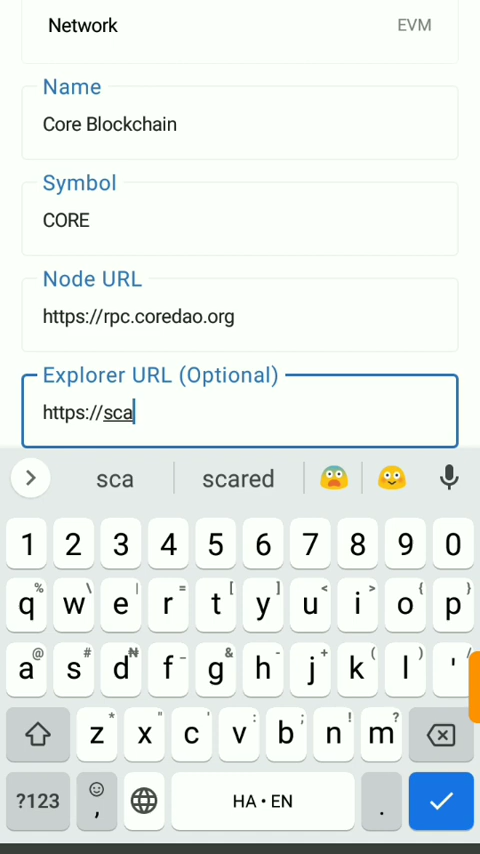 Network EVM
Name
Core Blockchain
Symbol
CORE
Node URL
https://rpc.coredao.org
Explorer URL (Optional)
https://sca
sca scared
1 2 3 4 5 6 7 8 9 0
% \ | = [ ] < > { }
q w e r t y u i o p
@ # ₦ _ & - + ( ) /
a s d f g h j k l '
* " ' : ; ! ?
z x c v b n m
?123 , HA • EN .